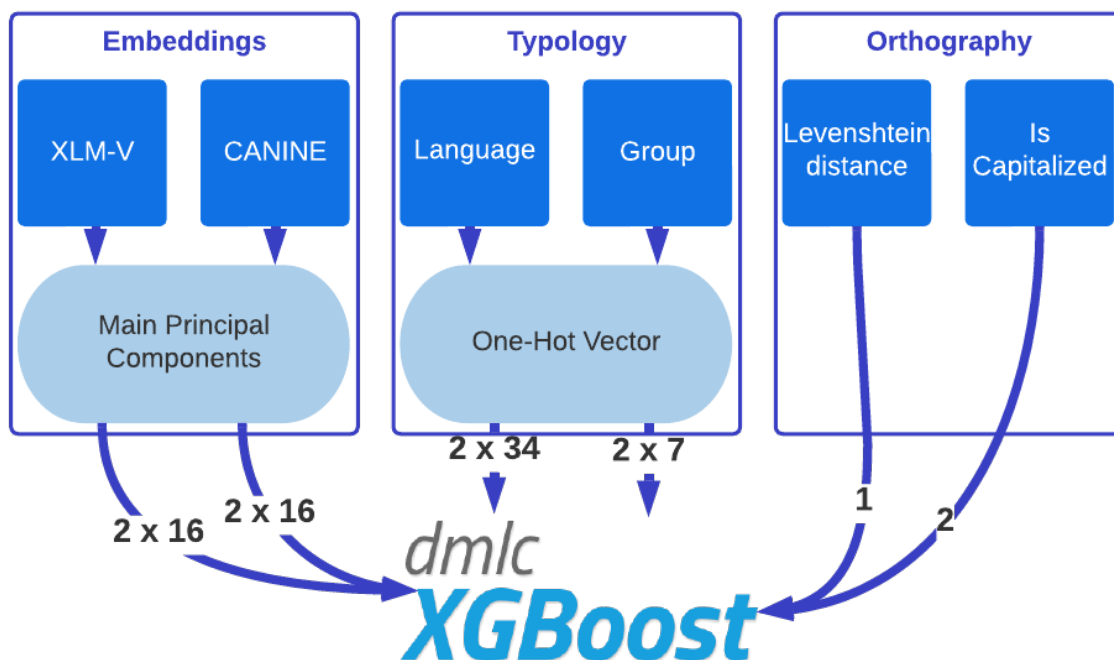 Embeddings
Typology
Orthography
XLM-V
CANINE
Language
Group
Levenshtein
distance
Is
Capitalized
Main Principal
Components
One-Hot Vector
2 x 34
2 x 7
2 x 16
2 x 16
1
2
dmlc
XGBoost